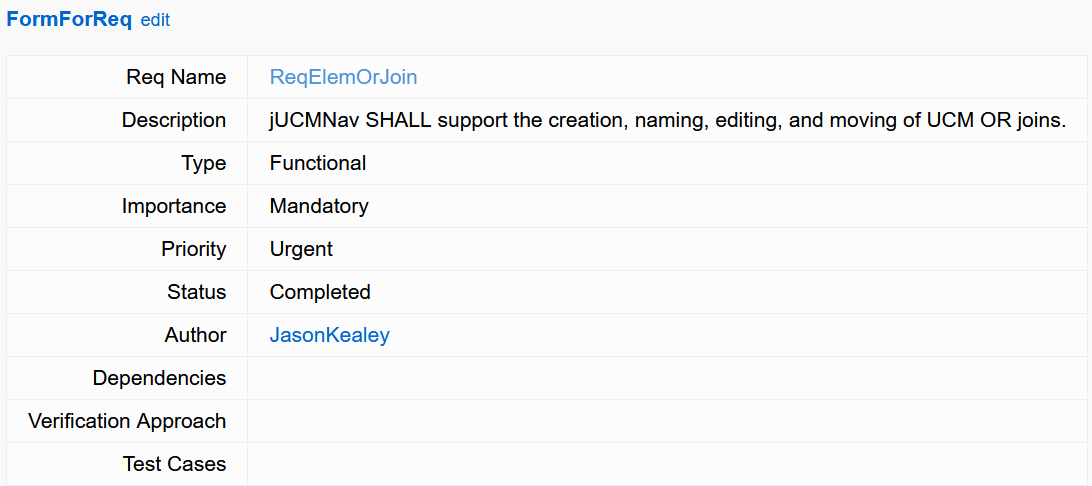 FormForReq edit
Req Name ReqElemOrJoin
Description jUCMNav SHALL support the creation, naming, editing, and moving of UCM OR joins.
Type Functional
Importance Mandatory
Priority Urgent
Status Completed
Author JasonKealey
Dependencies
Verification Approach
Test Cases